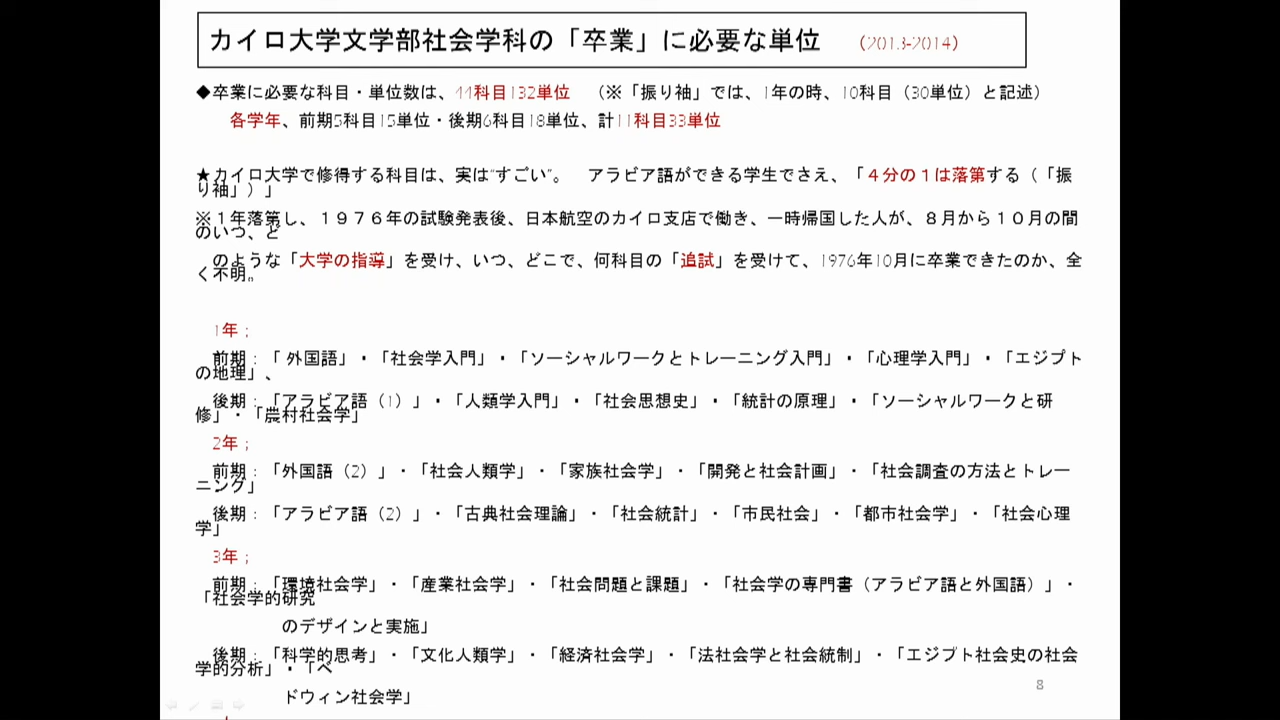 カイロ大学文学部社会学科の「卒業」に必要な単位　（2013-2014）
◆卒業に必要な科目・単位数は、44科目132単位　（※「振り袖」では、1年の時、10科目（30単位）と記述）
各学年、前期5科目15単位・後期6科目18単位、計11科目33単位
★カイロ大学で修得する科目は、実は"すごい"。　アラビア語ができる学生でさえ、「４分の１は落第する（「振
り袖」）」
※１年落第し、１９７６年の試験発表後、日本航空のカイロ支店で働き、一時帰国した人が、８月から１０月の間
のいつ、ど
のような「大学の指導」を受け、いつ、どこで、何科目の「追試」を受けて、1976年10月に卒業できたのか、全
く不明。
1年；
前期：「 外国語」・「社会学入門」・「ソーシャルワークとトレーニング入門」・「心理学入門」・「エジプト
の地理」、
後期：「アラビア語（1）」・「人類学入門」・「社会思想史」・「統計の原理」・「ソーシャルワークと研
修」・「農村社会学」
2年；
前期：「外国語（2）」・「社会人類学」・「家族社会学」・「開発と社会計画」・「社会調査の方法とトレー
ニング」
後期：「アラビア語（2）」・「古典社会理論」・「社会統計」・「市民社会」・「都市社会学」・「社会心理
学」
3年；
前期：「環境社会学」・「産業社会学」・「社会問題と課題」・「社会学の専門書（アラビア語と外国語）」・
「社会学的研究
のデザインと実施」
後期：「科学的思考」・「文化人類学」・「経済社会学」・「法社会学と社会統制」・「エジプト社会史の社会
学的分析」・「ベ
ドウィン社会学」
8